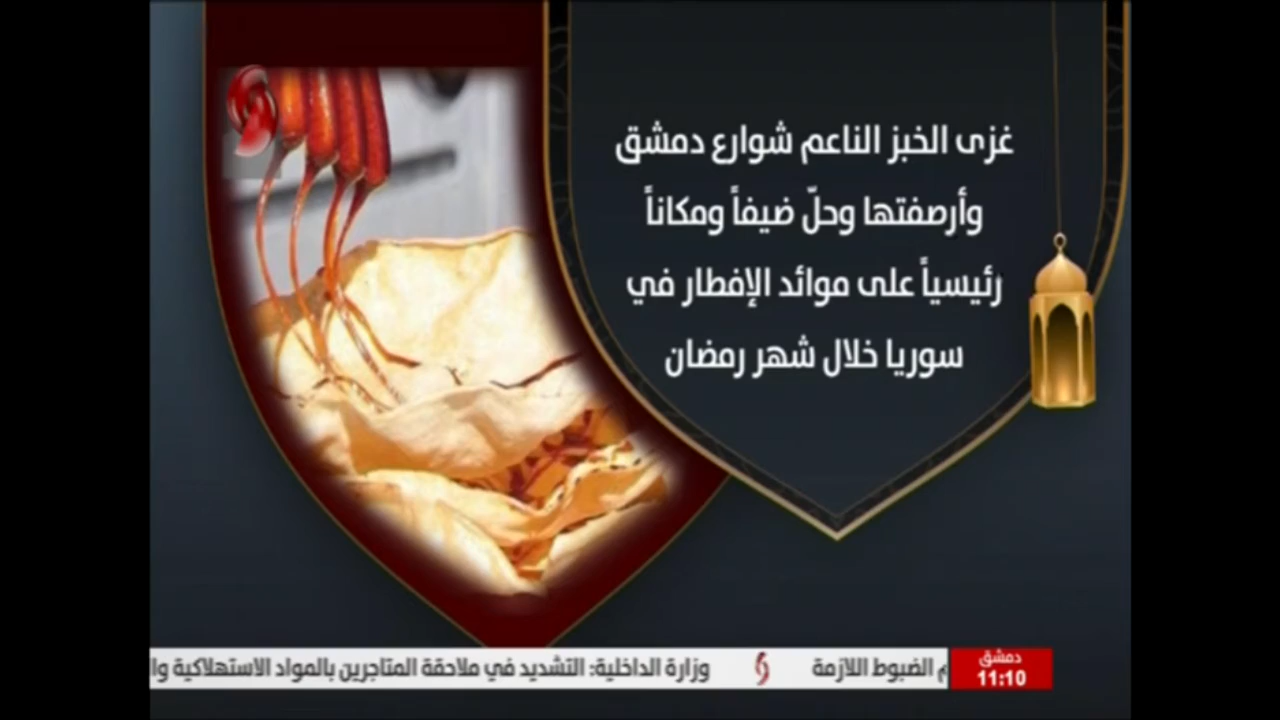 غزى الخبز الناعم شوارع دمشق
وأرصفتها وحلّ ضيفاً ومكاناً
رئيسياً على موائد الإفطار في
سوريا خلال شهر رمضان
دمشق
11:10
الضبوط اللازمة
وزارة الداخلية: التشديد في ملاحقة المتاجرين بالمواد الاستهلاكية